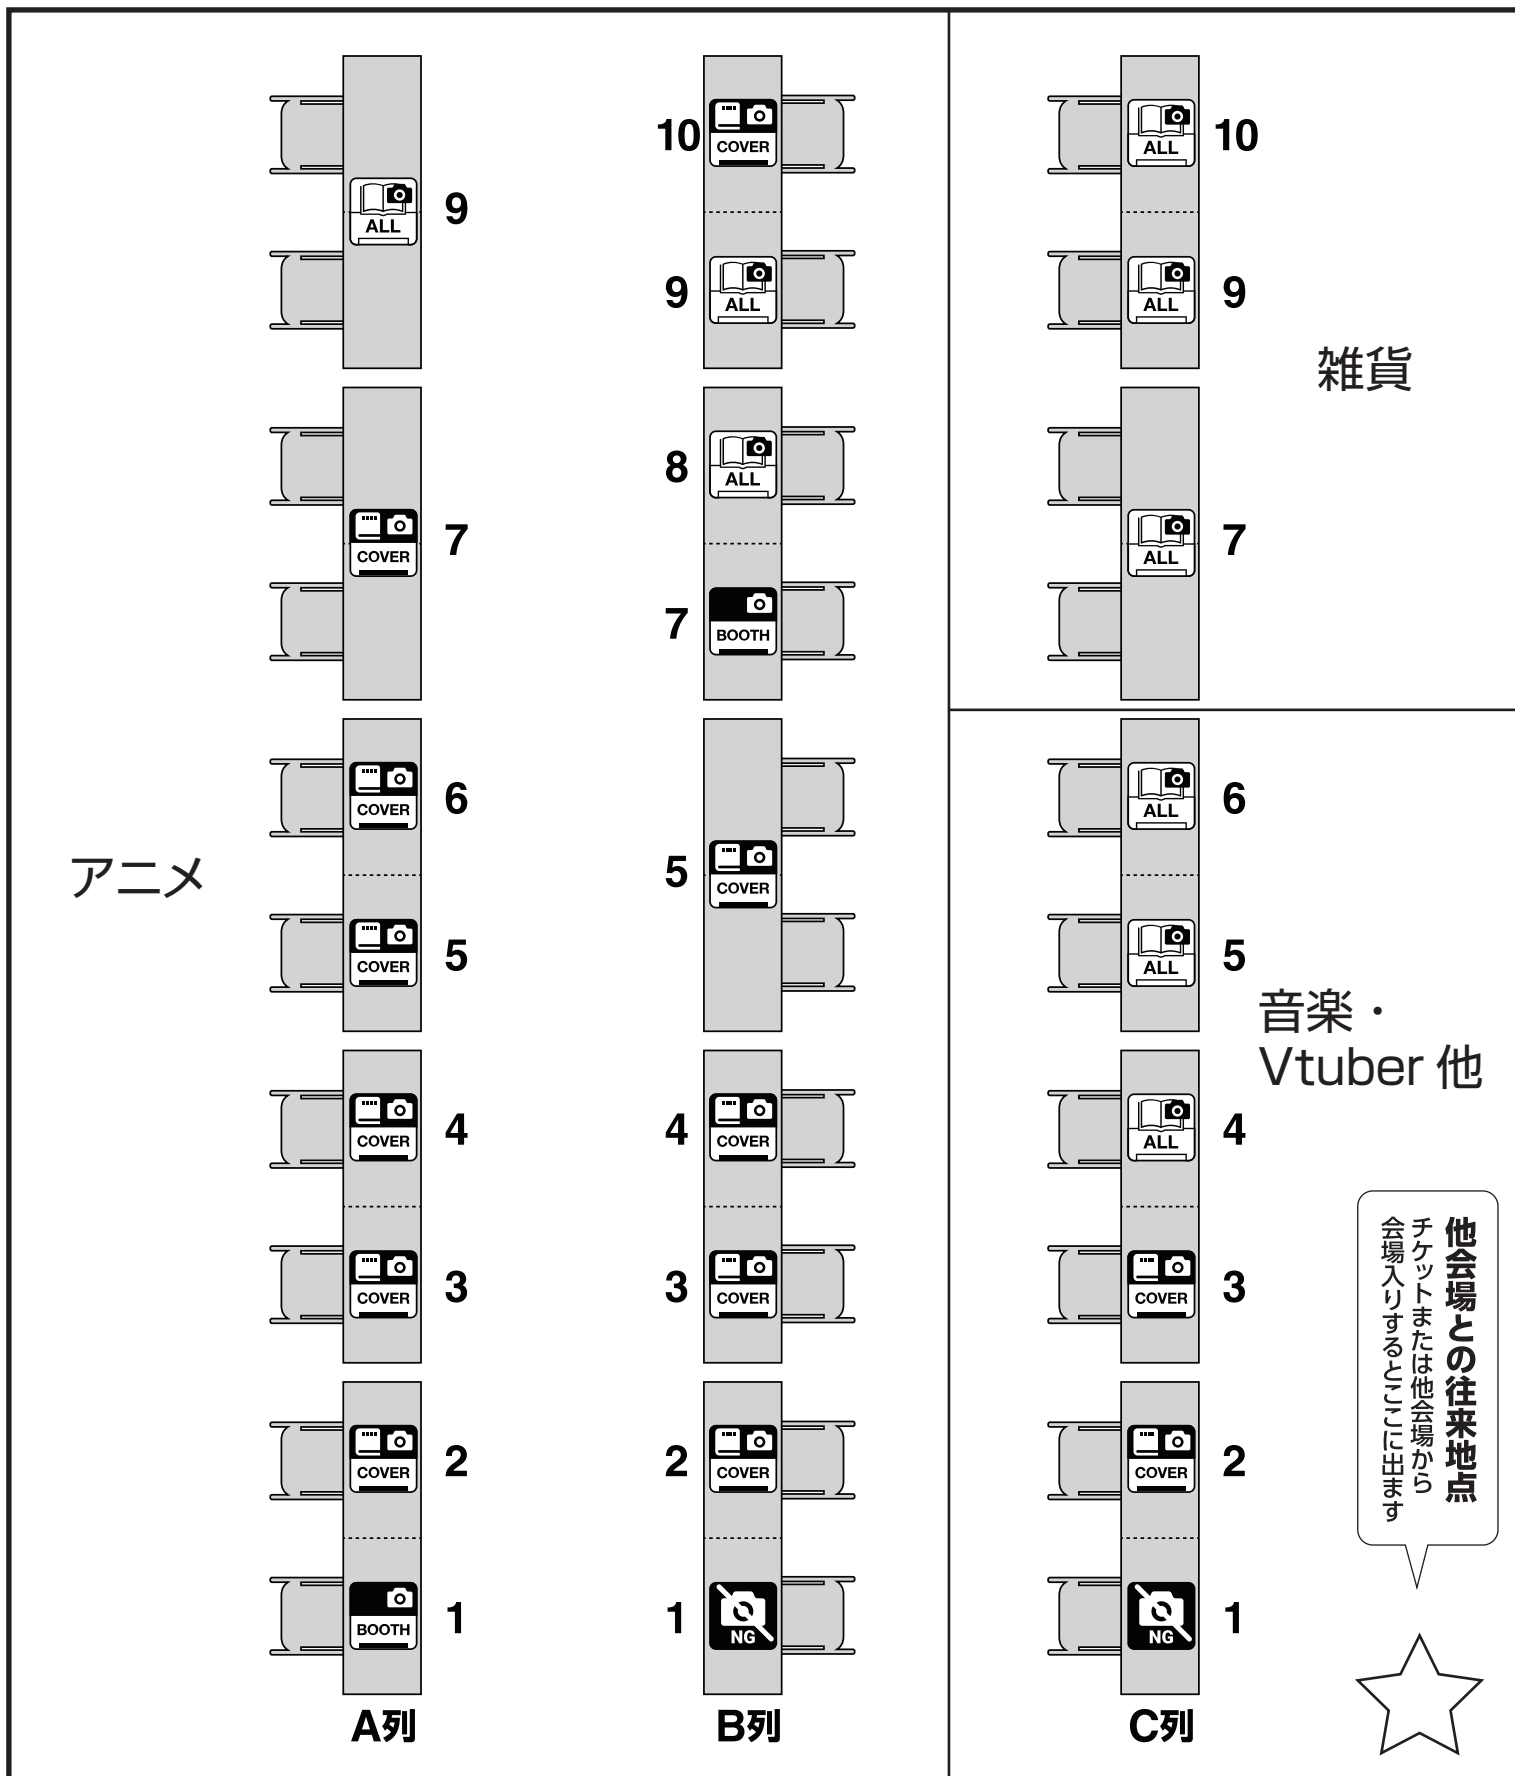 アニメ
ALL
9
COVER
7
COVER
6
COVER
5
COVER
4
COVER
3
COVER
2
BOOTH
1
A列
10
COVER
9
ALL
8
ALL
7
BOOTH
5
COVER
4
COVER
3
COVER
2
COVER
1
NG
B列
雑貨
ALL
10
ALL
9
ALL
7
音楽・
Vtuber 他
ALL
6
ALL
5
ALL
4
COVER
3
COVER
2
NG
1
C列
他会場との往来地点
チケットまたは他会場から
会場入りするとここに出ます